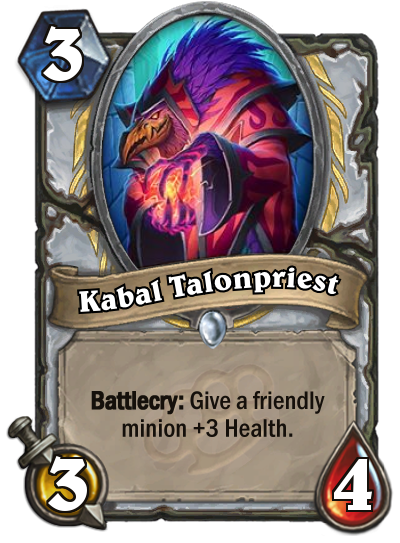 3
Kabal Talonpriest
Battlecry: Give a friendly
minion +3 Health.
3
4